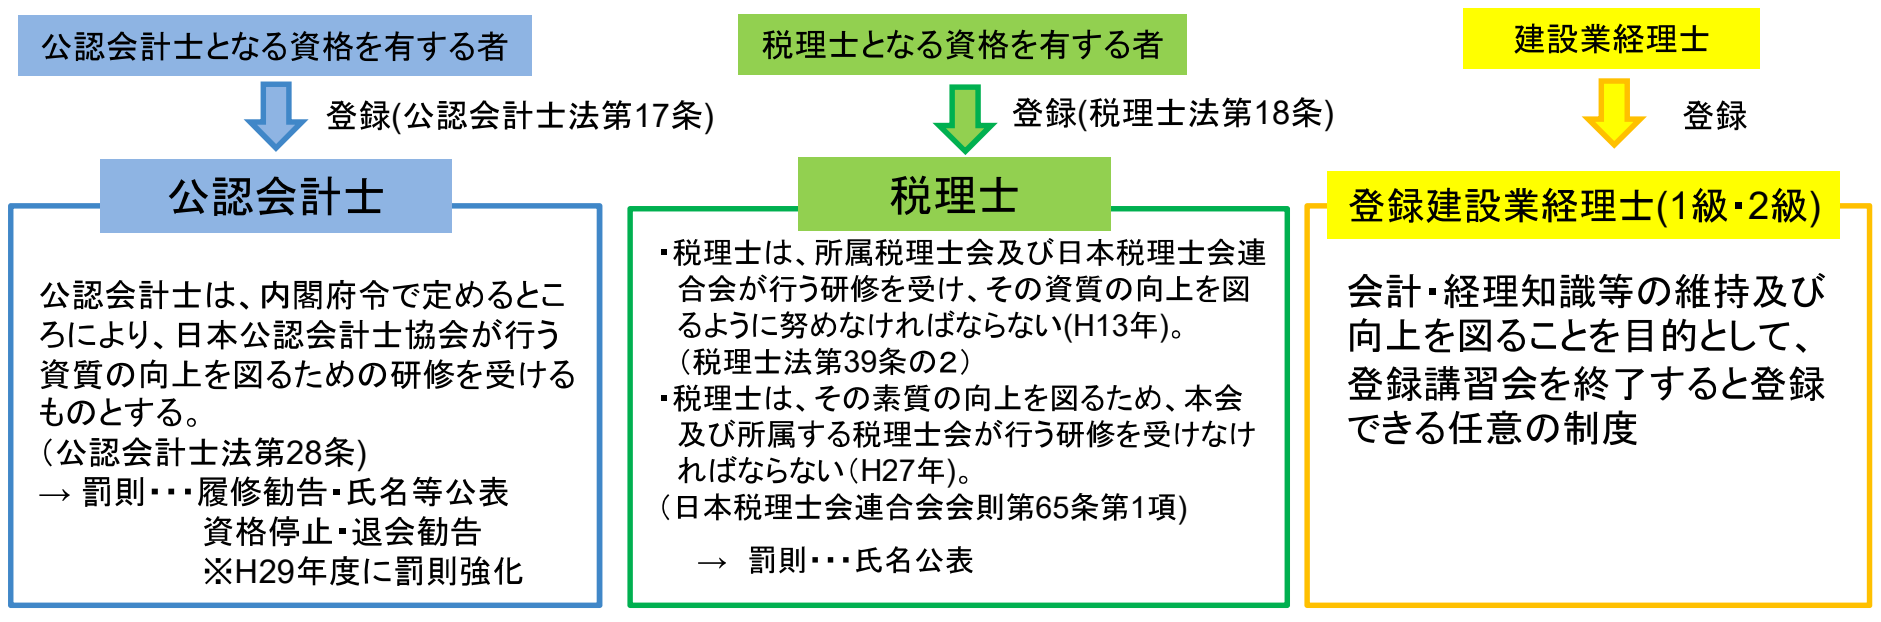 公認会計士となる資格を有する者
登録(公認会計士法第17条)
公認会計士
公認会計士は、内閣府令で定めるとこ
ろにより、日本公認会計士協会が行う
資質の向上を図るための研修を受ける
ものとする。
（公認会計士法第28条)
→ 罰則・・・履修勧告・氏名等公表
資格停止・退会勧告
※H29年度に罰則強化
税理士となる資格を有する者
登録(税理士法第18条)
税理士
・税理士は、所属税理士会及び日本税理士会連
合会が行う研修を受け、その資質の向上を図
るように努めなければならない(H13年)。
（税理士法第39条の２）
・税理士は、その素質の向上を図るため、本会
及び所属する税理士会が行う研修を受けなけ
ればならない（H27年)。
（日本税理士会連合会会則第65条第1項)
→ 罰則・・・氏名公表
建設業経理士
登録
登録建設業経理士(1級・2級)
会計・経理知識等の維持及び
向上を図ることを目的として、
登録講習会を終了すると登録
できる任意の制度